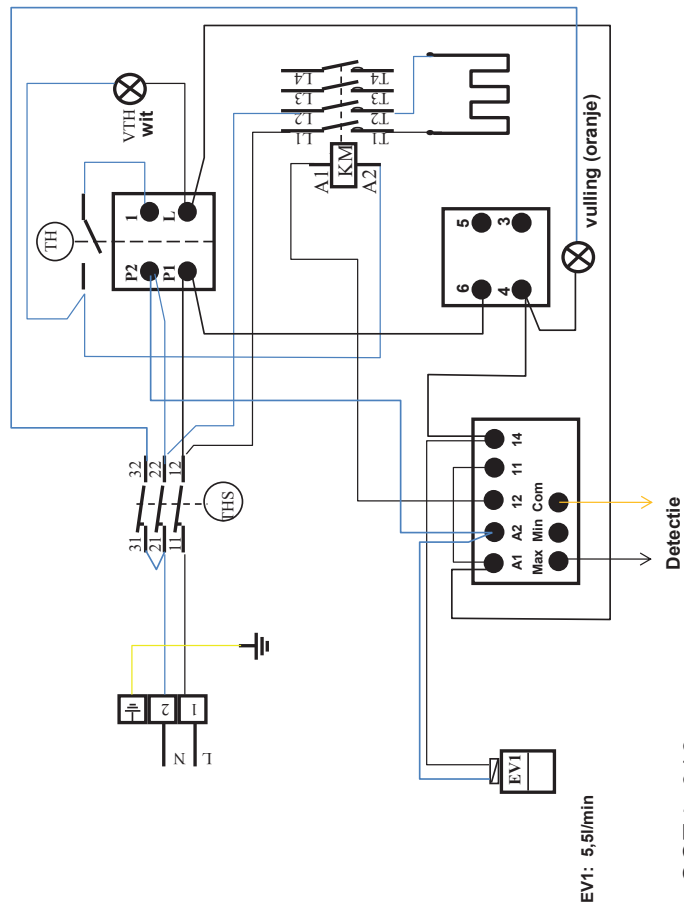 VTH
wit
TH
1
L
P2
P1
L1
L2
L3
L4
T1
T2
T3
T4
KM
A1
A2
32
22
12
31
21
11
THS
5
3
6
4
vulling (oranje)
14
11
12
A2
A1
Com
Min
Max
Detectie
2
1
N
L
EV1
EV1: 5,5l/min